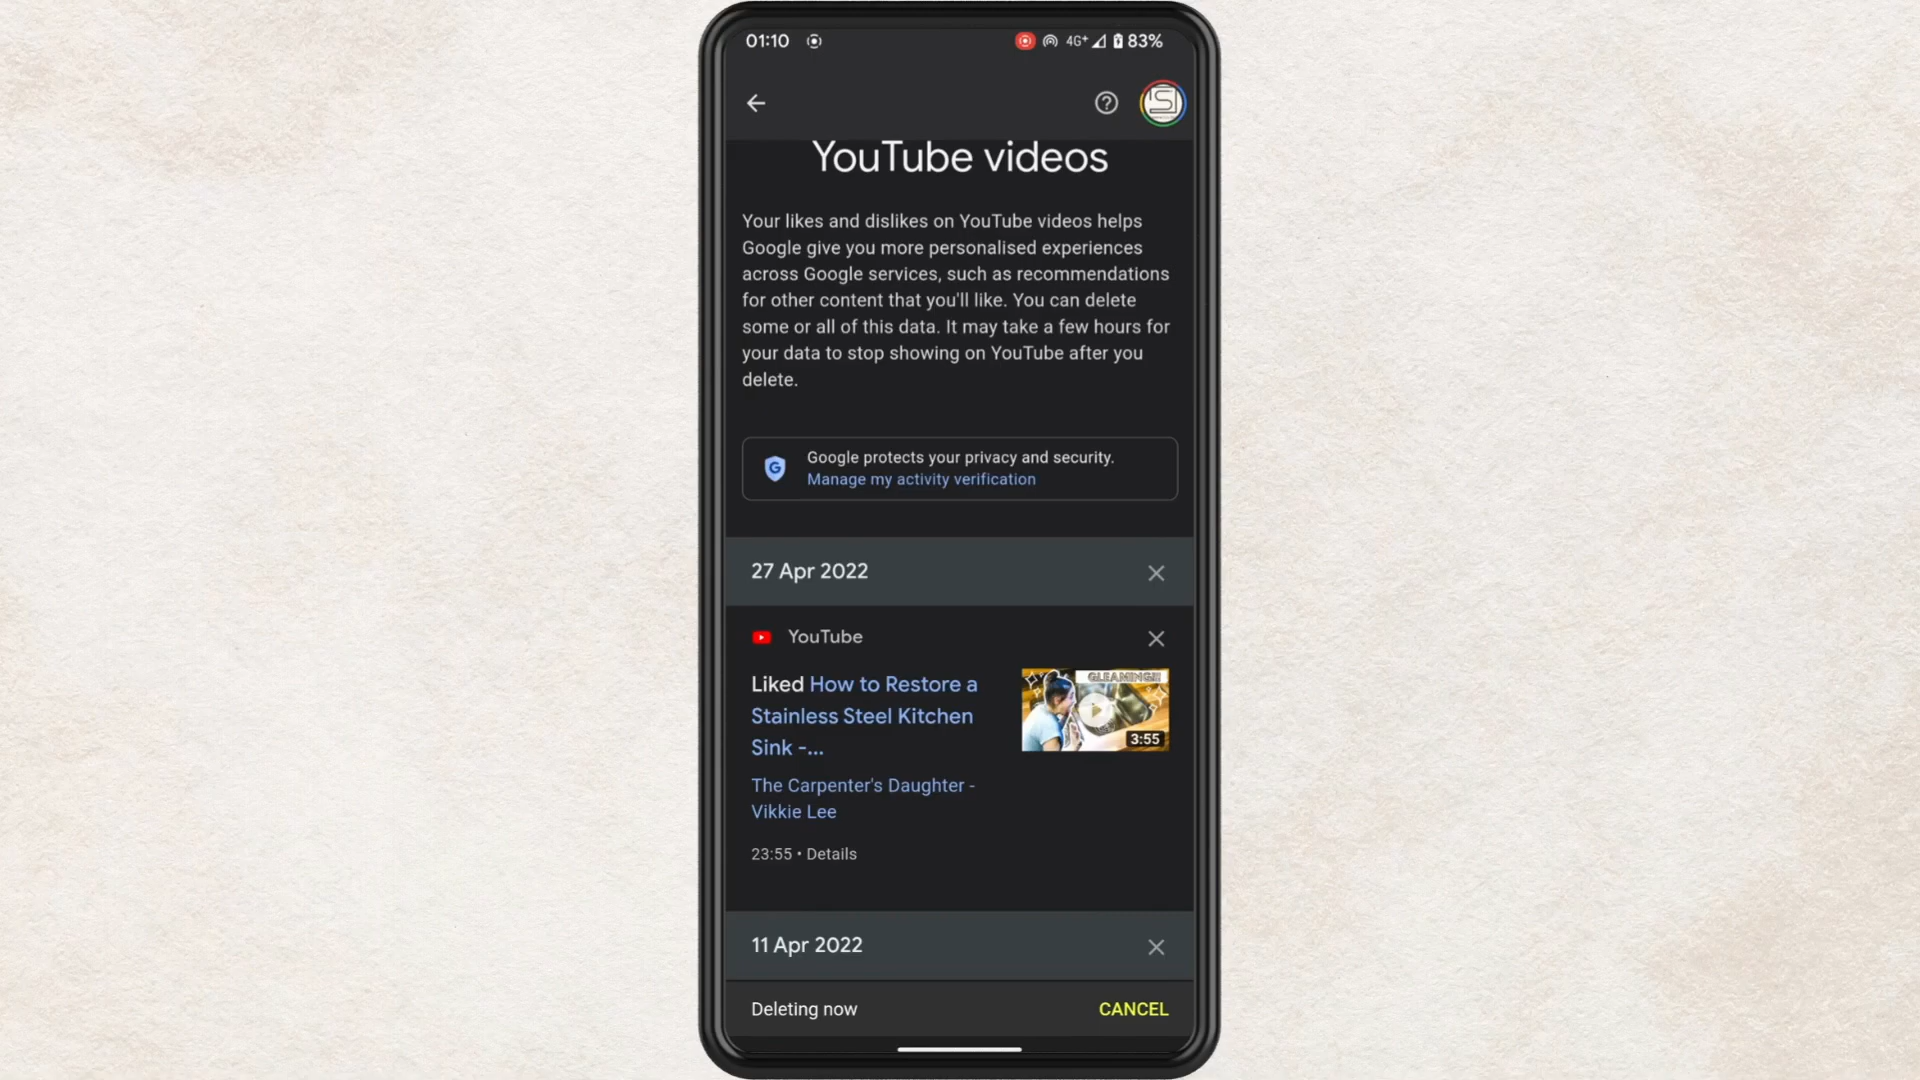 01:10
4G+
83%
YouTube videos
Your likes and dislikes on YouTube videos helps
Google give you more personalised experiences
across Google services, such as recommendations
for other content that you'll like. You can delete
some or all of this data. It may take a few hours for
your data to stop showing on YouTube after you
delete.
Google protects your privacy and security.
Manage my activity verification
27 Apr 2022
YouTube
Liked How to Restore a
Stainless Steel Kitchen
Sink -...
GLEAMING!!!
3:55
The Carpenter's Daughter -
Vikkie Lee
23:55 • Details
11 Apr 2022
Deleting now
CANCEL